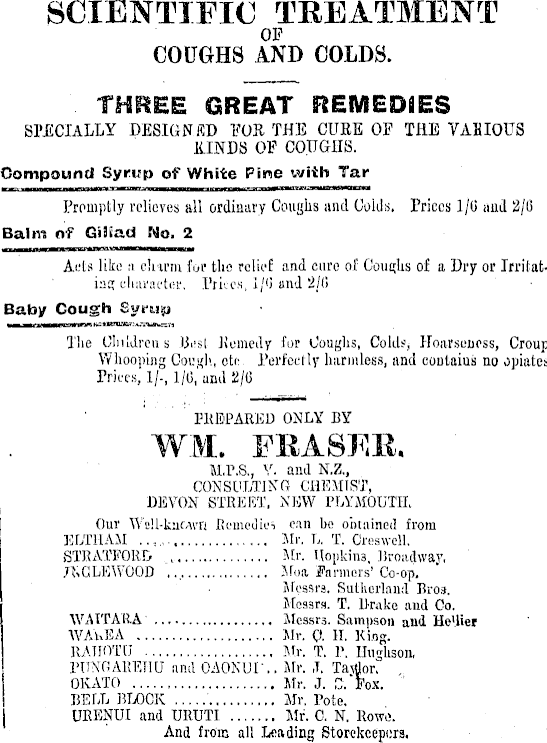 SCIENTIFIC TREATMENT
OF
COUGHS AND COLDS.
THREE GREAT REMEDIES
SPECIALLY DESIGNED FOR THE CURE OF THE VARIOUS
KINDS OF COUGHS.
Compound Syrup of White Pine with Tar
Promptly relieves all ordinary Coughs and Colds. Prices 1/6 and 2/6
Balm of Giliad No. 2
Acts like a charm for the relief and cure of Coughs of a Dry or Irritat-
ing character. Prices, 1/6 and 2/6
Baby Cough Syrup
The Children's Best Remedy for Coughs, Colds, Hoarseness, Croup
Whooping Cough, etc Perfectly harmless, and contains no opiates
Prices, 1/-, 1/6, and 2/6
PREPARED ONLY BY
WM. FRASER,
M.P.S., V. and N.Z.,
CONSULTING CHEMIST,
DEVON STREET, NEW PLYMOUTH.
Our Well-known Remedies can be obtained from
ELTHAM ................ Mr. L. T. Creswell.
STRATFORD ............... Mr. Hopkins, Broadway.
INGLEWOOD ............... Moa Farmers' Co-op.
Messrs. Sutherland Bros.
Messrs. T. Drake and Co.
WAITARA .................. Messrs. Sampson and Hellier
WAREA .................... Mr. C. H. King.
RAHOTU .................. Mr. T. P. Hughson.
PUNGAREHU and OAONUI .. Mr. J. Taylor.
OKATO ..................... Mr. J. S. Fox.
BELL BLOCK ............... Mr. Pote.
URENUI and URUTI ....... Mr. C. N. Rowe.
And from all Leading Storekeepers.